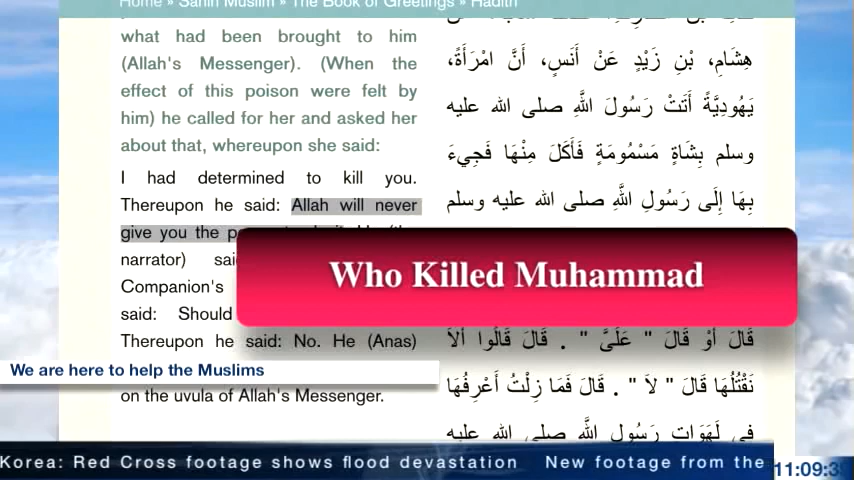 Home » Sahih Muslim » The Book of Greetings » Hadith
what had been brought to him
(Allah's Messenger). (When the
effect of this poison were felt by
him) he called for her and asked her
about that, whereupon she said:
I had determined to kill you.
Thereupon he said: Allah will never
give you the
narrator)
Companion's
said: Should
Thereupon he said: No. He (Anas)
on the uvula of Allah's Messenger.
هِشَامِ، بْنِ زَيْدٍ عَنْ أَنَسٍ، أَنَّ امْرَأَةً،
يَهُودِيَّةً أَتَتْ رَسُولَ اللَّهِ صلى الله عليه
وسلم بِشَاةٍ مَسْمُومَةٍ فَأَكَلَ مِنْهَا فَجِيءَ
بِهَا إِلَى رَسُولِ اللَّهِ صلى الله عليه وسلم
قَالَ أَوْ قَالَ " عَلَىَّ " . قَالَ قَالُوا أَلاَ
نَقْتُلُهَا قَالَ " لاَ " . قَالَ فَمَا زِلْتُ أَعْرِفُهَا
فِي لَهَوَاتِ رَسُولِ اللَّهِ صلى الله عليه
Who Killed Muhammad
We are here to help the Muslims
Korea: Red Cross footage shows flood devastation New footage from the
11:09:3